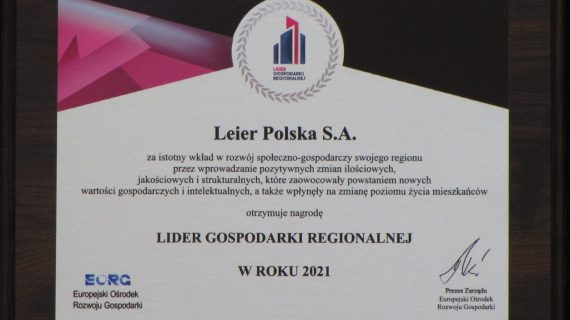 LIDER
GOSPODARKI
REGIONALNEJ
Leier Polska S.A.
za istotny wkład w rozwój społeczno-gospodarczy swojego regionu
przez wprowadzanie pozytywnych zmian ilościowych,
jakościowych i strukturalnych, które zaowocowały powstaniem nowych
wartości gospodarczych i intelektualnych, a także wpłynęły na zmianę poziomu życia mieszkańców
otrzymuje nagrodę
LIDER GOSPODARKI REGIONALNEJ
W ROKU 2021
EORG
Europejski Ośrodek
Rozwoju Gospodarki
Prezes Zarządu
Europejski Ośrodek
Rozwoju Gospodarki